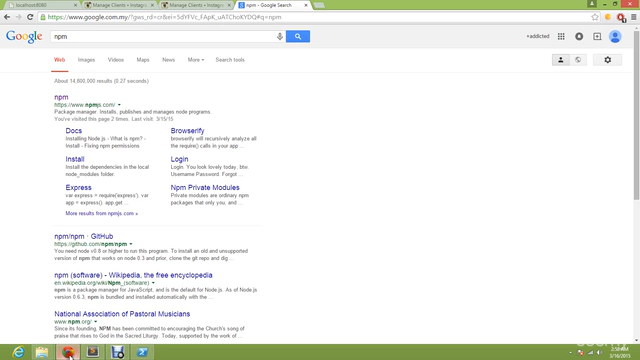 localhost:8080
Manage Clients • Instagr
Manage Clients • Instagr
npm - Google Search
https://www.google.com.my/?gws_rd=cr&ei=5dYFVc_FApK_uATChoKYDQ#q=npm
Google
npm
+addicted
Web
Images
Videos
Maps
News
More
Search tools
About 14,800,000 results (0.27 seconds)
npm
https://www.npmjs.com/
Package manager. Installs, publishes and manages node programs.
You've visited this page 2 times. Last visit: 3/15/15
Docs
Installing Node.js - What is npm? -
Install - Fixing npm permissions
Browserify
browserify will recursively analyze
all the require() calls in your app ...
Install
Install the dependencies in the local
node_modules folder.
Login
Login. You look lovely today, btw.
Username Password. Forgot ...
Express
var express = require('express'). var
app = express(). app.get ...
Npm Private Modules
Private modules are ordinary npm
packages that only you, and ...
More results from npmjs.com »
npm/npm · GitHub
https://github.com/npm/npm
You need node v0.8 or higher to run this program. To install an old and unsupported
version of npm that works on node 0.3 and prior, clone the git repo and dig ...
npm (software) - Wikipedia, the free encyclopedia
en.wikipedia.org/wiki/Npm_(software)
npm is a package manager for JavaScript, and is the default for Node.js. As of Node.js
version 0.6.3, npm is bundled and installed automatically with the...
National Association of Pastoral Musicians
www.npm.org/
Since its founding, NPM has been committed to encouraging the Church's song of
praise that rises to God in the Sacred Liturgy. Today, supported by the work of ...
3/16/2015